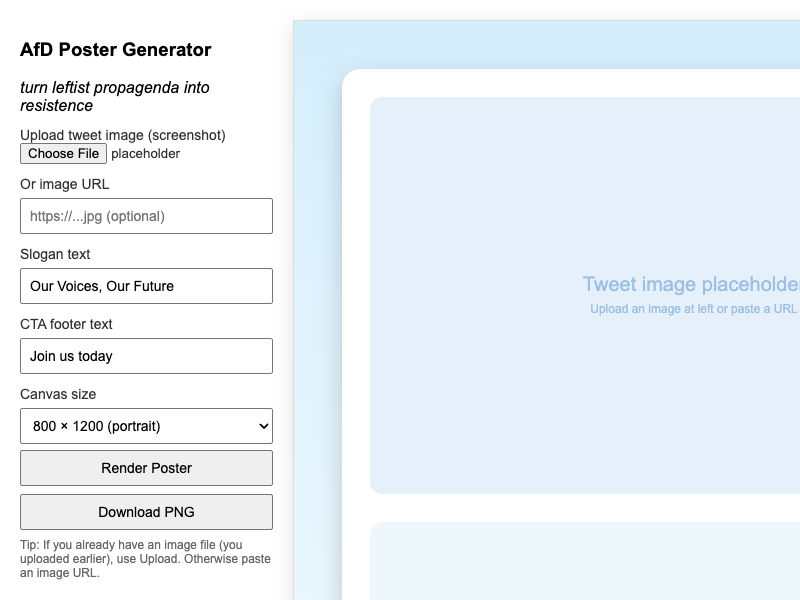 AfD Poster Generator
turn leftist propagenda into
resistence
Upload tweet image (screenshot)
Choose File placeholder
Or image URL
https://...jpg (optional)
Slogan text
Our Voices, Our Future
CTA footer text
Join us today
Canvas size
800 × 1200 (portrait)
Render Poster
Download PNG
Tip: If you already have an image file (you
uploaded earlier), use Upload. Otherwise paste
an image URL.
Tweet image placeholder
Upload an image at left or paste a URL